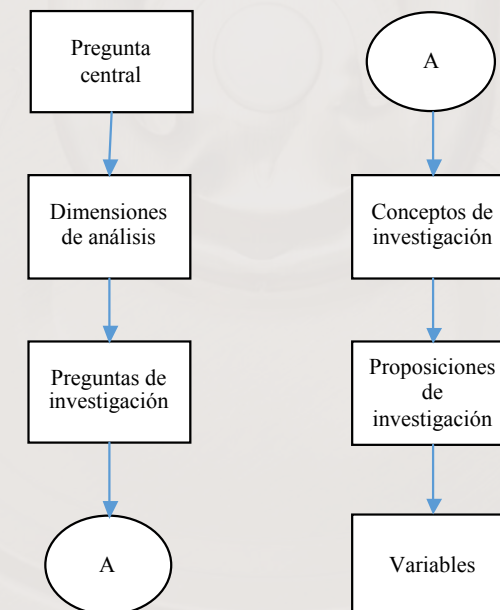 Pregunta
central
Dimensiones
de análisis
Preguntas de
investigación
A
A
Conceptos de
investigación
Proposiciones
de
investigación
Variables